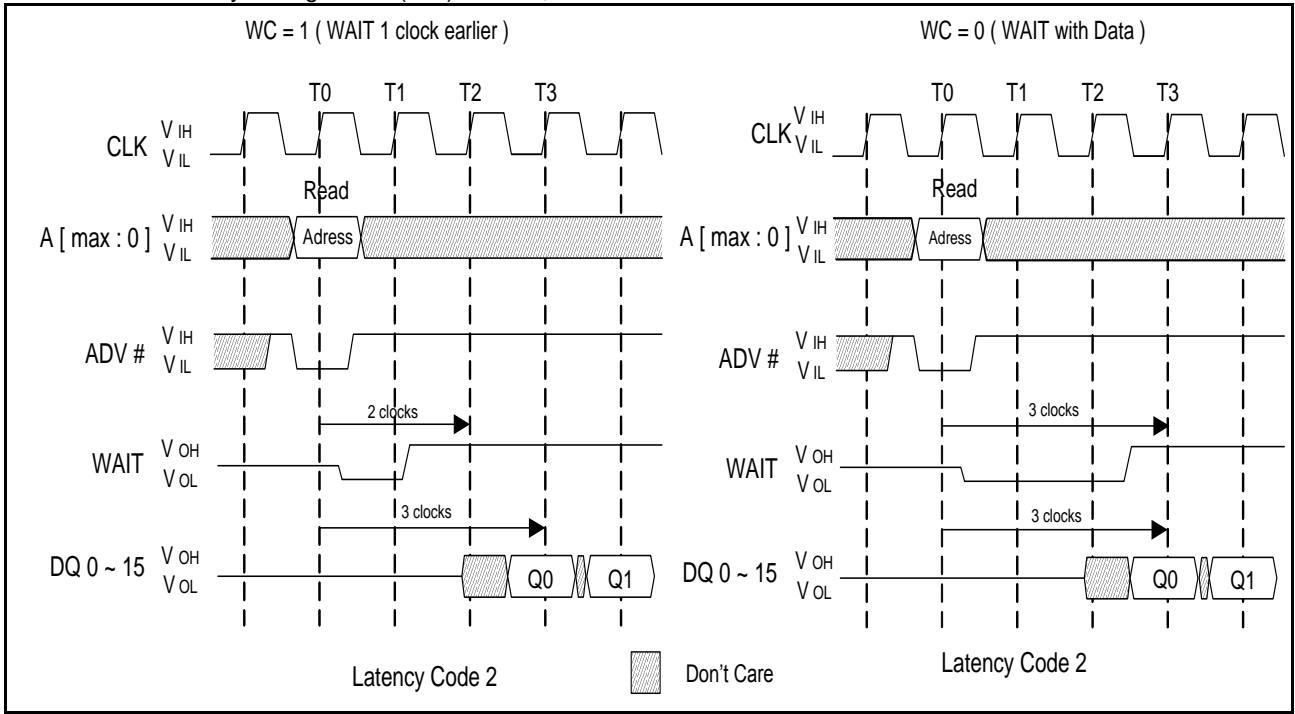 WC = 1 ( WAIT 1 clock earlier )
WC = 0 ( WAIT with Data )
T0 T1 T2 T3
T0 T1 T2 T3
CLK V IH V IL
CLK V IH V IL
Read
Read
A [ max : 0 ] V IH V IL
Adress
A [ max : 0 ] V IH V IL
Adress
ADV # V IH V IL
ADV # V IH V IL
2 clocks
3 clocks
WAIT V OH V OL
WAIT V OH V OL
3 clocks
3 clocks
DQ 0 ~ 15 V OH V OL
Q0 Q1
DQ 0 ~ 15 V OH V OL
Q0 Q1
Latency Code 2
Don't Care
Latency Code 2